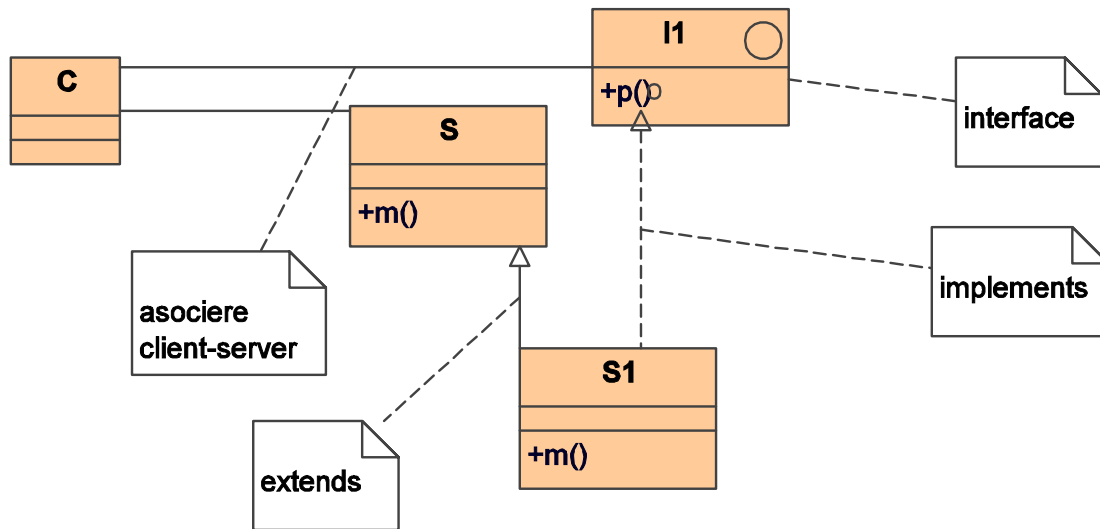 I1
C
+p()
interface
S
+m()
asociere
client-server
implements
S1
+m()
extends